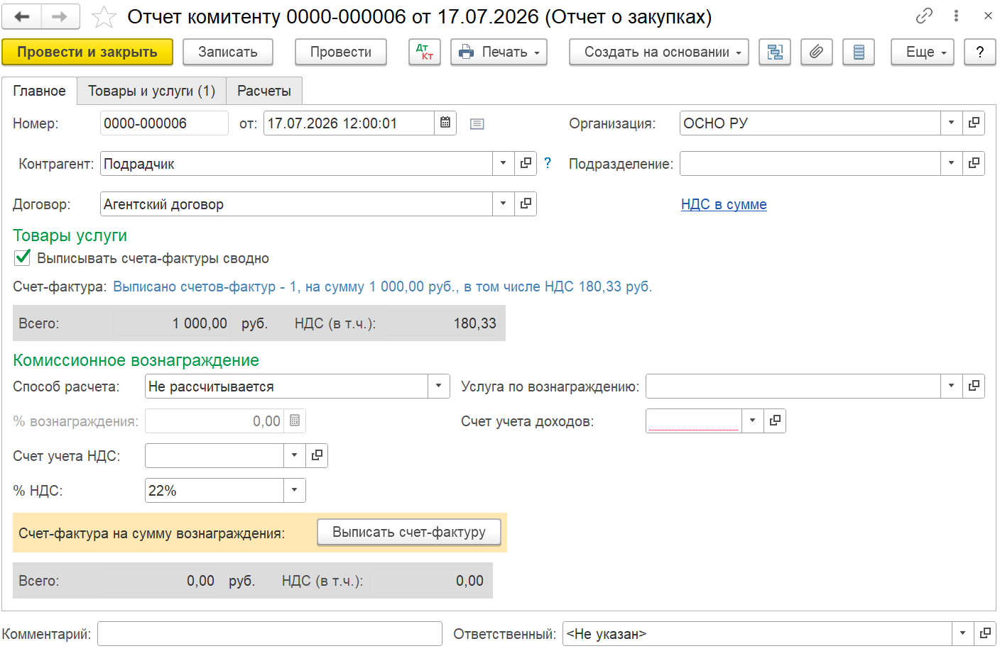 Отчет комитенту 0000-000006 от 17.07.2026 (Отчет о закупках)
Провести и закрыть Записать Провести Дт Кт Печать Создать на основании Еще ?
Главное Товары и услуги (1) Расчеты
Номер: 0000-000006 от: 17.07.2026 12:00:01 Организация: ОСНО РУ
Контрагент: Подрадчик ? Подразделение:
Договор: Агентский договор НДС в сумме
Товары услуги
Выписывать счета-фактуры сводно
Счет-фактура: Выписано счетов-фактур - 1, на сумму 1 000,00 руб., в том числе НДС 180,33 руб.
Всего: 1 000,00 руб. НДС (в т.ч.): 180,33
Комиссионное вознаграждение
Способ расчета: Не рассчитывается Услуга по вознаграждению:
% вознаграждения: 0,00 Счет учета доходов:
Счет учета НДС:
% НДС: 22%
Счет-фактура на сумму вознаграждения: Выписать счет-фактуру
Всего: 0,00 руб. НДС (в т.ч.): 0,00
Комментарий: Ответственный: <Не указан>